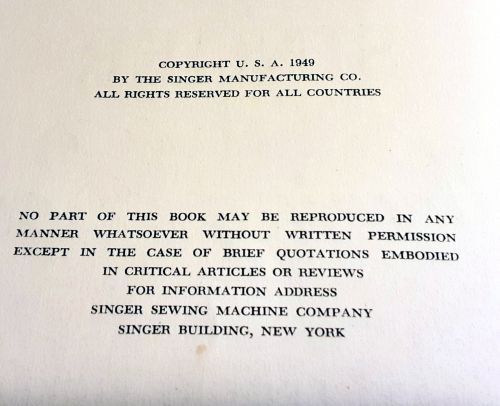 COPYRIGHT U. S. A. 1949
BY THE SINGER MANUFACTURING CO.
ALL RIGHTS RESERVED FOR ALL COUNTRIES
NO PART OF THIS BOOK MAY BE REPRODUCED IN ANY
MANNER WHATSOEVER WITHOUT WRITTEN PERMISSION
EXCEPT IN THE CASE OF BRIEF QUOTATIONS EMBODIED
IN CRITICAL ARTICLES OR REVIEWS
FOR INFORMATION ADDRESS
SINGER SEWING MACHINE COMPANY
SINGER BUILDING, NEW YORK